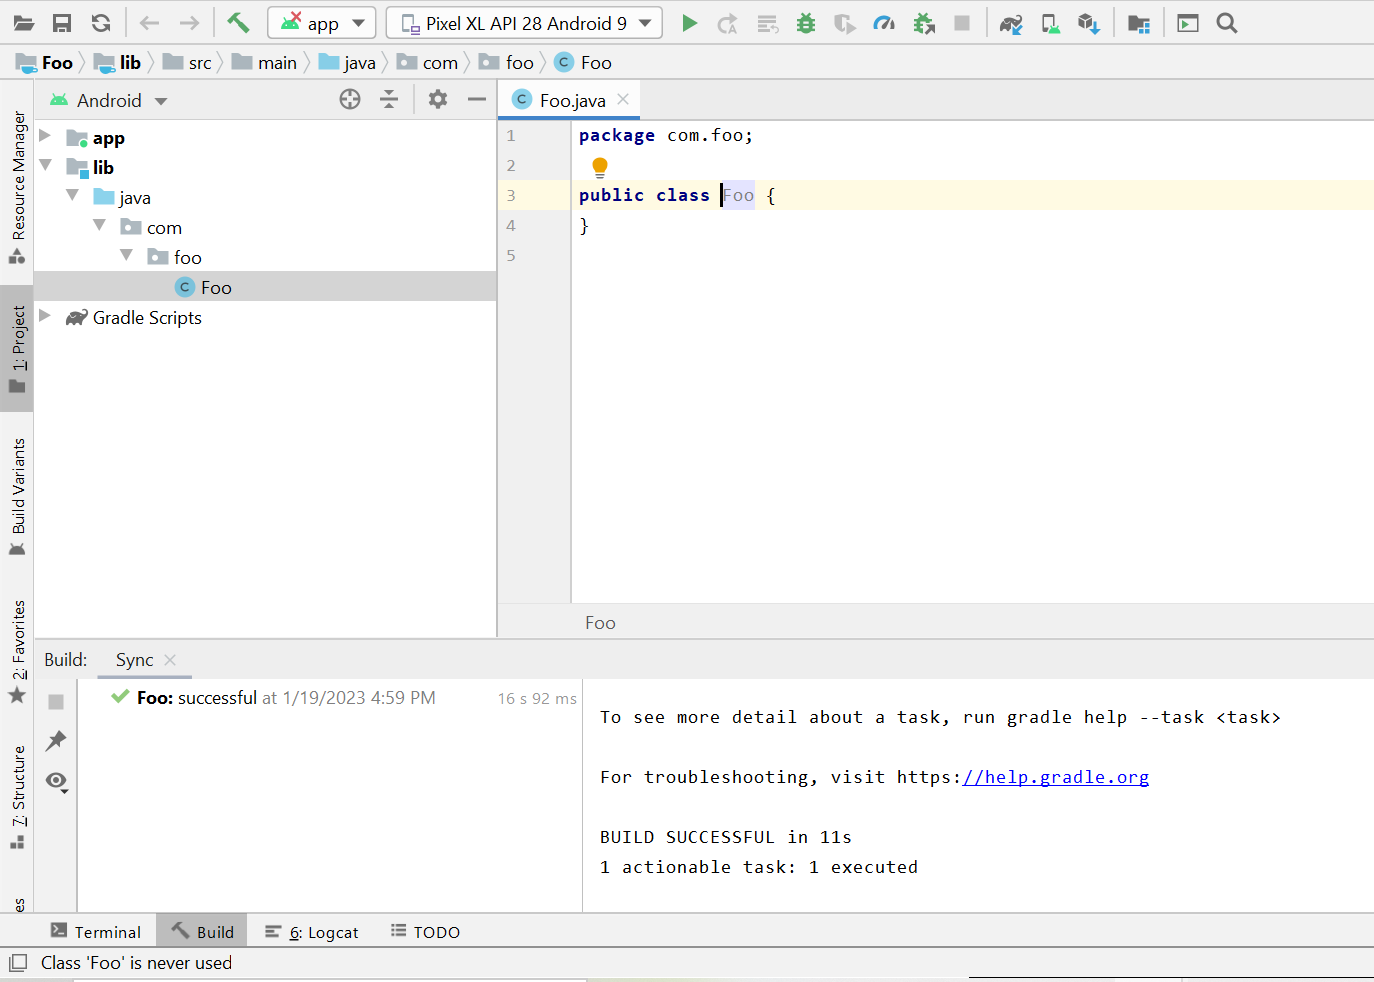 app
Pixel XL API 28 Android 9
Foo
lib
src
main
java
com
foo
C Foo
Resource Manager
1: Project
Build Variants
2: Favorites
7: Structure
es
Android
app
lib
java
com
foo
C Foo
Gradle Scripts
C Foo.java
1 package com.foo;
2
3 public class Foo {
4 }
5
Foo
Build: Sync
Foo: successful at 1/19/2023 4:59 PM 16 s 92 ms
To see more detail about a task, run gradle help --task <task>
For troubleshooting, visit https://help.gradle.org
BUILD SUCCESSFUL in 11s
1 actionable task: 1 executed
Terminal
Build
6: Logcat
TODO
Class 'Foo' is never used